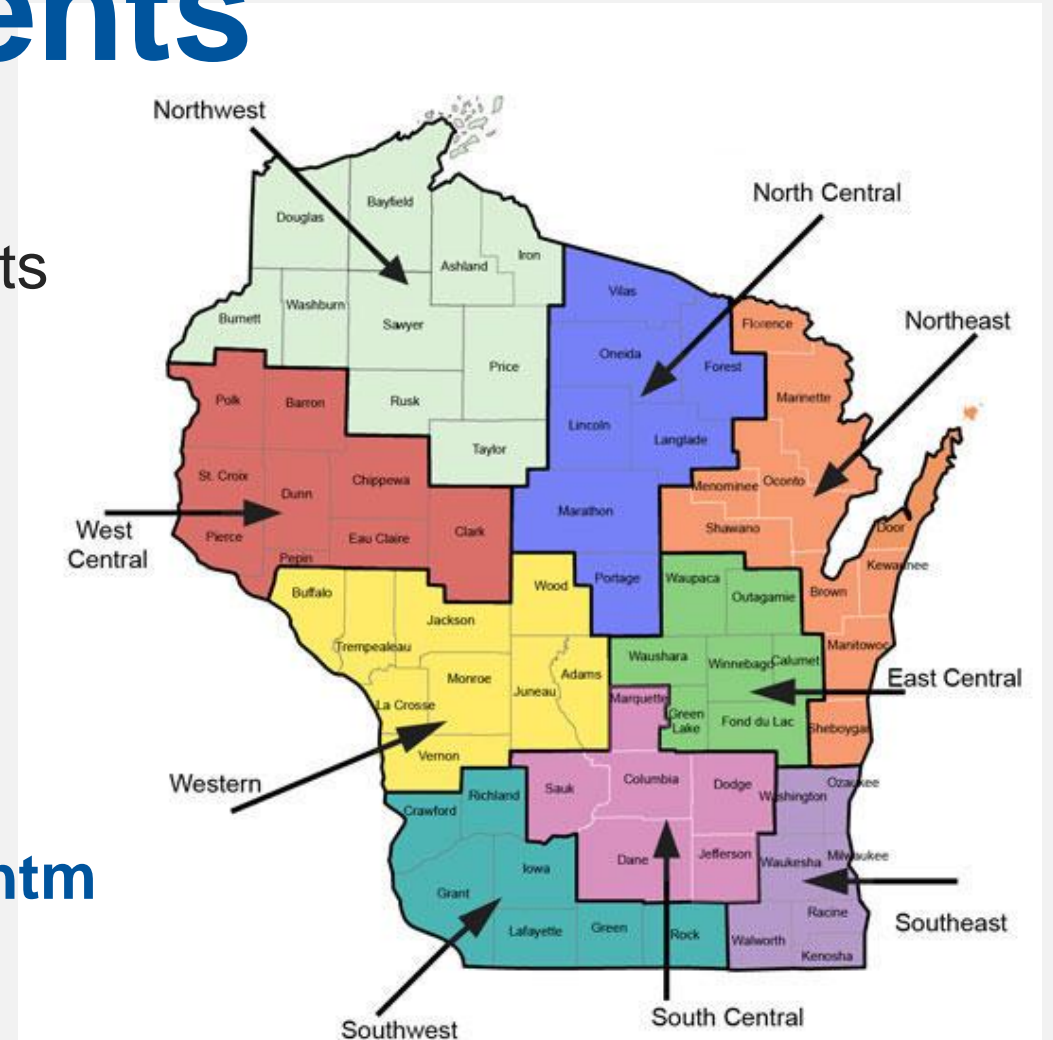 ents
Northwest
North Central
ts
Northeast
Douglas
Bayfield
Ashland
Iron
Vilas
Burnett
Washburn
Sawyer
Florence
Oneida
Forest
Price
Polk
Barron
Rusk
Marinette
Lincoln
Langlade
Taylor
St. Croix
Dunn
Chippewa
Menominee
Oconto
Marathon
West
Central
Pierce
Eau Claire
Clark
Shawano
Door
Pepin
Kewaunee
Buffalo
Wood
Portage
Waupaca
Outagamie
Brown
Jackson
Trempealeau
Waushara
Winnebago
Calumet
Manitowoc
Monroe
Juneau
Adams
East Central
La Crosse
Marquette
Green
Lake
Fond du Lac
Sheboygan
Vernon
Western
Richland
Sauk
Columbia
Dodge
Washington
Ozaukee
Crawford
htm
Iowa
Dane
Jefferson
Waukesha
Milwaukee
Grant
Lafayette
Green
Rock
Walworth
Racine
Southeast
Kenosha
Southwest
South Central